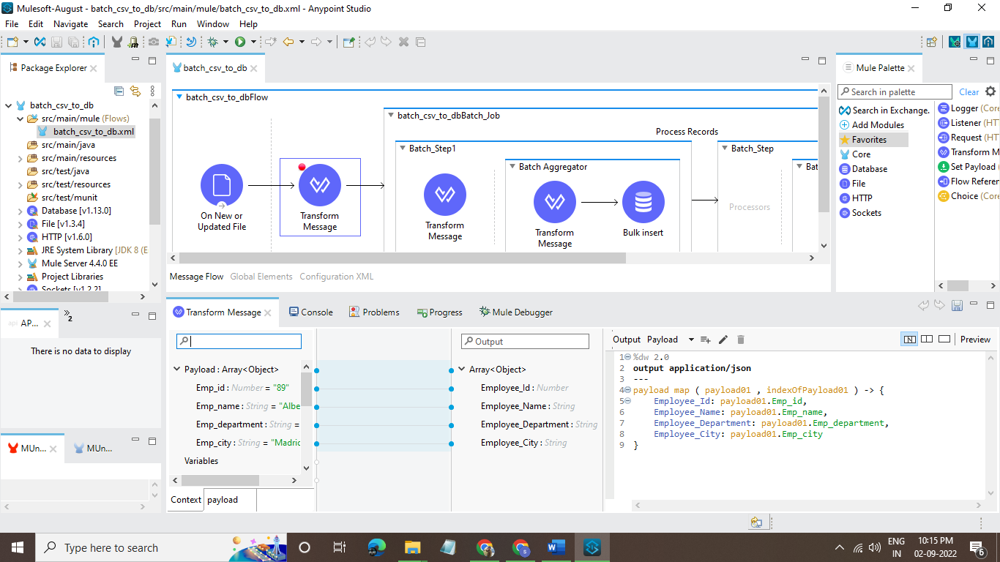 Mulesoft-August - batch_csv_to_db/src/main/mule/batch_csv_to_db.xml - Anypoint Studio
File Edit Navigate Search Project Run Window Help
Package Explorer
batch_csv_to_db
src/main/mule (Flows)
batch_csv_to_db.xml
src/main/java
src/main/resources
src/test/java
src/test/resources
src/test/munit
Database [v1.13.0]
File [v1.3.4]
HTTP [v1.6.0]
JRE System Library [JDK 8 (E
Mule Server 4.4.0 EE
Project Libraries
Sockets [v1.2.2]
AP...
2
There is no data to display
MUn...
MUn...
batch_csv_to_db
batch_csv_to_dbFlow
batch_csv_to_dbBatch_Job
Process Records
Batch_Step1
Batch_Step
Batch Aggregator
Bat
On New or
Updated File
Transform
Message
Transform
Message
Transform
Message
Bulk insert
Processors
Message Flow Global Elements Configuration XML
Mule Palette
Search in palette
Clear
Search in Exchange.
Add Modules
Favorites
Core
Database
File
HTTP
Sockets
Logger (Core
Listener (HT
Request (HT
Transform M
Set Payload (
Flow Referen
Choice (Core
Transform Message
Console
Problems
Progress
Mule Debugger
Payload : Array<Object>
Emp_id : Number = "89"
Emp_name : String = "Albe
Emp_department : String =
Emp_city : String = "Madrid
Variables
Context payload
Output
Array<Object>
Employee_Id : Number
Employee_Name : String
Employee_Department : String
Employee_City : String
Output Payload
Preview
1 %dw 2.0
2 output application/json
3 ---
4 payload map ( payload01 , indexOfPayload01 ) -> {
5 Employee_Id: payload01.Emp_id,
6 Employee_Name: payload01.Emp_name,
7 Employee_Department: payload01.Emp_department,
8 Employee_City: payload01.Emp_city
9 }
Type here to search
ENG
IN
10:15 PM
02-09-2022
6